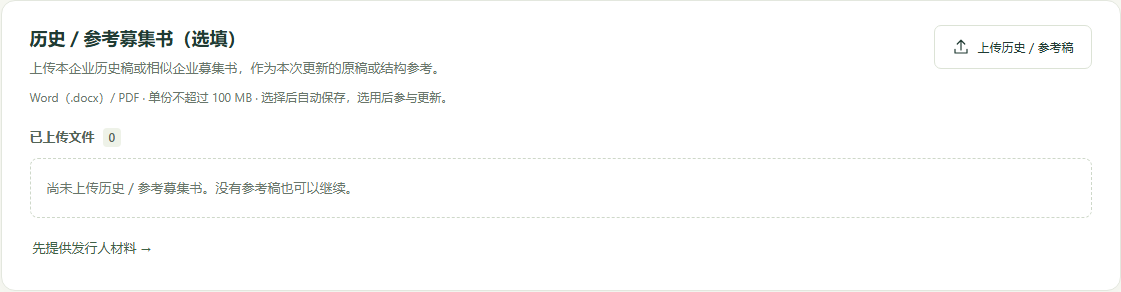 历史 / 参考募集书（选填）
上传历史 / 参考稿
上传本企业历史稿或相似企业募集书，作为本次更新的原稿或结构参考。
Word（.docx）/ PDF · 单份不超过 100 MB · 选择后自动保存，选用后参与更新。
已上传文件 0
尚未上传历史 / 参考募集书。没有参考稿也可以继续。
先提供发行人材料 →